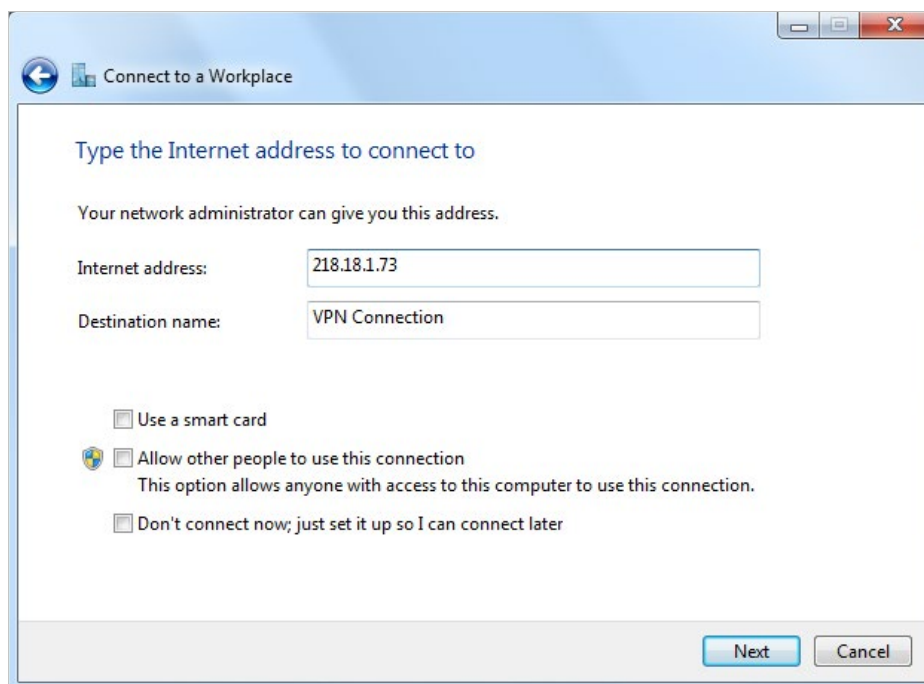 Connect to a Workplace
Type the Internet address to connect to
Your network administrator can give you this address.
Internet address: 218.18.1.73
Destination name: VPN Connection
Use a smart card
Allow other people to use this connection
This option allows anyone with access to this computer to use this connection.
Don't connect now; just set it up so I can connect later
Next Cancel